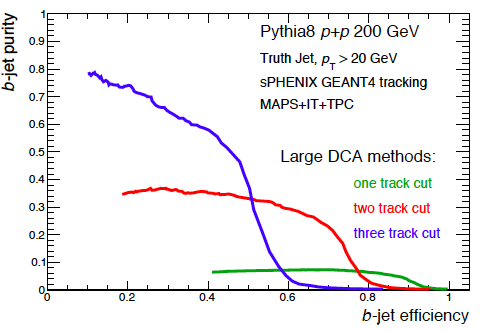 b-jet purity
1
0.9
0.8
0.7
0.6
0.5
0.4
0.3
0.2
0.1
0
Pythia8 p+p 200 GeV
Truth Jet, pT > 20 GeV
sPHENIX GEANT4 tracking
MAPS+IT+TPC
Large DCA methods:
one track cut
two track cut
three track cut
0 0.2 0.4 0.6 0.8 1
b-jet efficiency